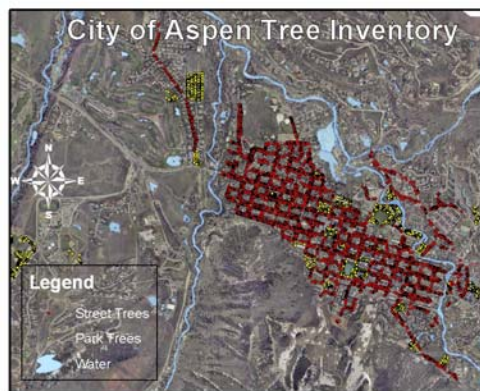 City of Aspen Tree Inventory
N
W E
S
Legend
Street Trees
Park Trees
Water